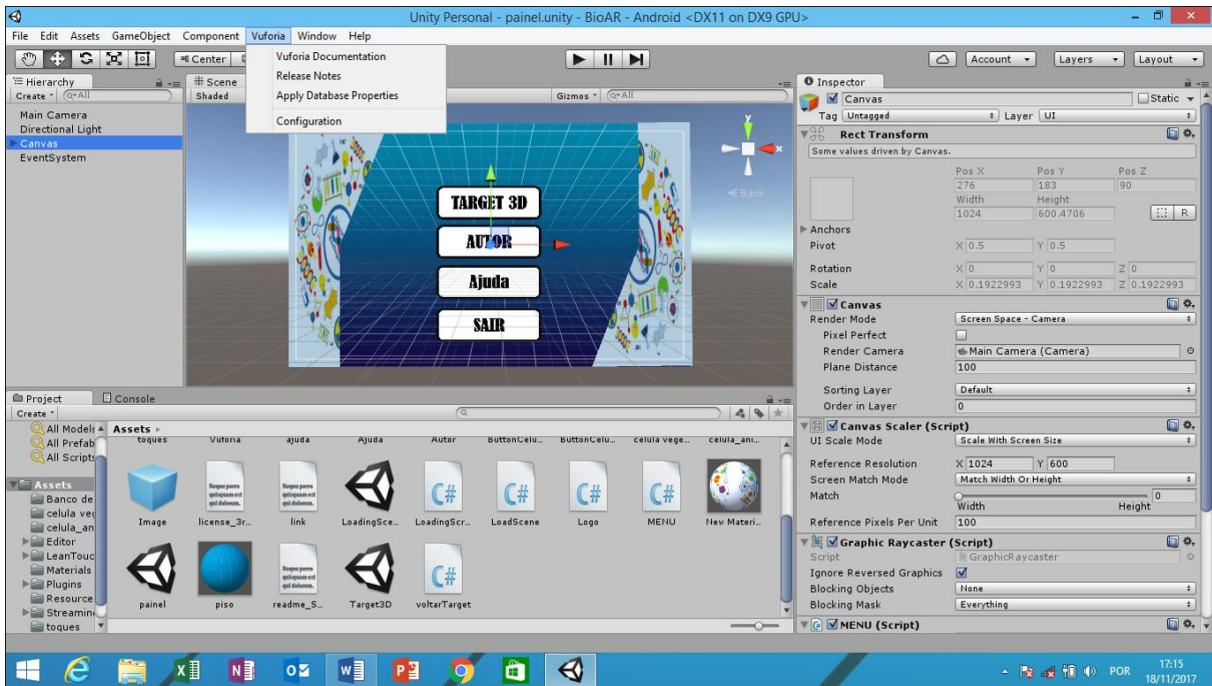 Unity Personal - painel.unity - BioAR - Android <DX11 on DX9 GPU>
File Edit Assets GameObject Component Vuforia Window Help
Center
Account Layers Layout
Vuforia Documentation
Release Notes
Apply Database Properties
Configuration
Hierarchy
Create All
Main Camera
Directional Light
Canvas
EventSystem
Scene
Shaded Gizmos All
y
x
Back
TARGET 3D
AUTOR
Ajuda
SAIR
Inspector
Canvas Static
Tag Untagged Layer UI
Rect Transform
Some values driven by Canvas.
Pos X Pos Y Pos Z
276 183 90
Width Height
1024 600.4706 R
Anchors
Pivot X 0.5 Y 0.5
Rotation X 0 Y 0 Z 0
Scale X 0.1922993 Y 0.1922993 Z 0.1922993
Canvas
Render Mode Screen Space - Camera
Pixel Perfect
Render Camera Main Camera (Camera)
Plane Distance 100
Sorting Layer Default
Order in Layer 0
Canvas Scaler (Script)
UI Scale Mode Scale With Screen Size
Reference Resolution X 1024 Y 600
Screen Match Mode Match Width Or Height
Match 0
Width Height
Reference Pixels Per Unit 100
Graphic Raycaster (Script)
Script GraphicRaycaster
Ignore Reversed Graphics
Blocking Objects None
Blocking Mask Everything
MENU (Script)
Project Console
Create
All Models
All Prefab
All Scripts
Assets
Banco de
celula veg
celula_an
Editor
LeanTouc
Materials
Plugins
Resource
Streamin
toques
Assets
toques Vuforia ajuda Ajuda Autor ButtonCelu... ButtonCelu... celula vege... celula_ani...
C# C# C# C#
Image license_3r... link LoadingSce... LoadingScr... LoadScene Logo MENU New Materi...
C#
painel piso readme_S... Target3D voltarTarget
POR 17:15
18/11/2017